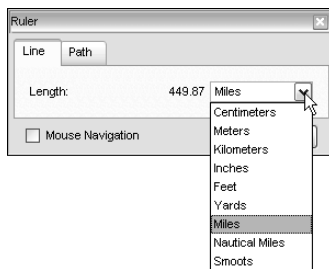 Ruler
Line Path
Length: 449.87 Miles
Centimeters
Mouse Navigation
Meters
Kilometers
Inches
Feet
Yards
Miles
Nautical Miles
Smoots